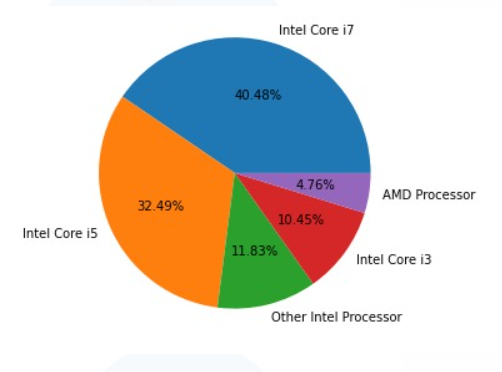 Intel Core i7
40.48%
32.49%
4.76%
AMD Processor
10.45%
Intel Core i5
11.83%
Intel Core i3
Other Intel Processor